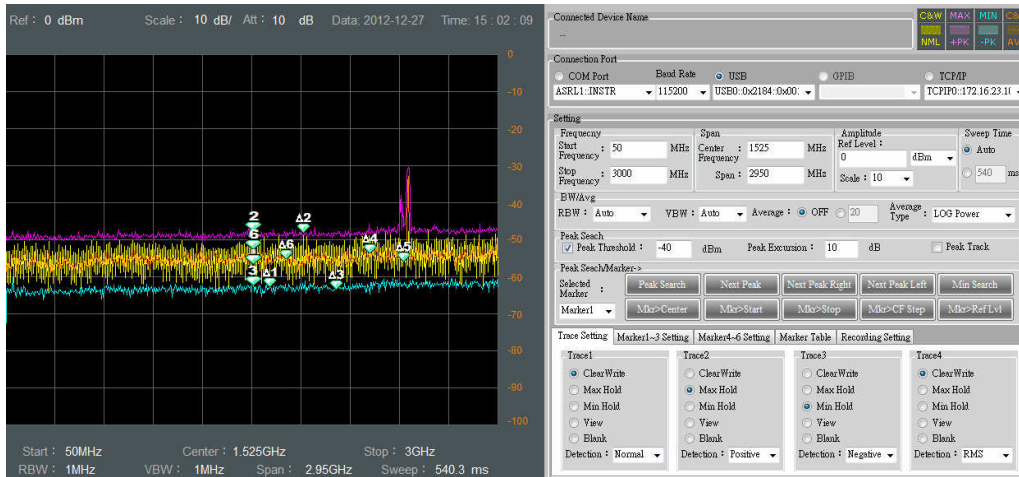 Ref : 0 dBm Scale : 10 dB/ Att : 10 dB Data: 2012-12-27 Time: 15 : 02 : 09
0
-10
-20
-30
-40
-50
-60
-70
-80
-90
-100
2
Δ2
6
Δ6
Δ4
Δ5
3
Δ1
Δ3
Start : 50MHz Center : 1.525GHz Stop : 3GHz
RBW : 1MHz VBW : 1MHz Span : 2.95GHz Sweep : 540.3 ms
Connected Device Name
--
C&W MAX MIN
NML +PK -PK AV
Connection Port
COM Port Baud Rate USB GPIB TCP/IP
ASRL1::INSTR 115200 USB0::0x2184::0x00: TCPIP0::172.16.23.1
Setting
Frequecny Span Amplitude Sweep Time
Start Frequency : 50 MHz Center Frequency : 1525 MHz Ref Level : 0 dBm Auto
Stop Frequency : 3000 MHz Span : 2950 MHz Scale : 10 540 ms
BW/Avg
RBW : Auto VBW : Auto Average : OFF 20 Average Type : LOG Power
Peak Seach
Peak Threshold : -40 dBm Peak Excursion : 10 dB Peak Track
Peak Seach/Marker->
Selected Marker : Peak Search Next Peak Next Peak Right Next Peak Left Min Search
Marker1 Mkr>Center Mkr>Start Mkr>Stop Mkr>CF Step Mkr>Ref Lvl
Trace Setting Marker1~3 Setting Marker4~6 Setting Marker Table Recording Setting
Trace1 Trace2 Trace3 Trace4
ClearWrite ClearWrite ClearWrite ClearWrite
Max Hold Max Hold Max Hold Max Hold
Min Hold Min Hold Min Hold Min Hold
View View View View
Blank Blank Blank Blank
Detection : Normal Detection : Positive Detection : Negative Detection : RMS